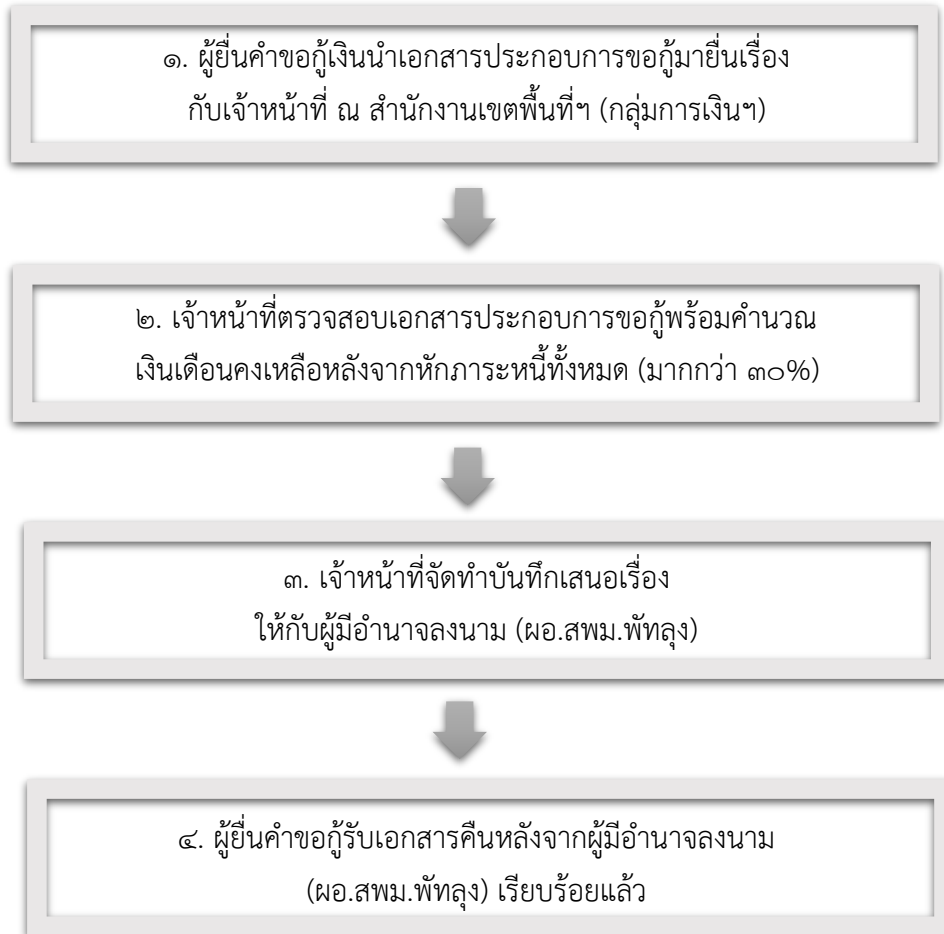 ๑. ผู้ยื่นคำขอกู้เงินนำเอกสารประกอบการขอกู้มายื่นเรื่อง
กับเจ้าหน้าที่ ณ สำนักงานเขตพื้นที่ฯ (กลุ่มการเงินฯ)
๒. เจ้าหน้าที่ตรวจสอบเอกสารประกอบการขอกู้พร้อมคำนวณ
เงินเดือนคงเหลือหลังจากหักภาระหนี้ทั้งหมด (มากกว่า ๓๐%)
๓. เจ้าหน้าที่จัดทำบันทึกเสนอเรื่อง
ให้กับผู้มีอำนาจลงนาม (ผอ.สพม.พัทลุง)
๔. ผู้ยื่นคำขอกู้รับเอกสารคืนหลังจากผู้มีอำนาจลงนาม
(ผอ.สพม.พัทลุง) เรียบร้อยแล้ว